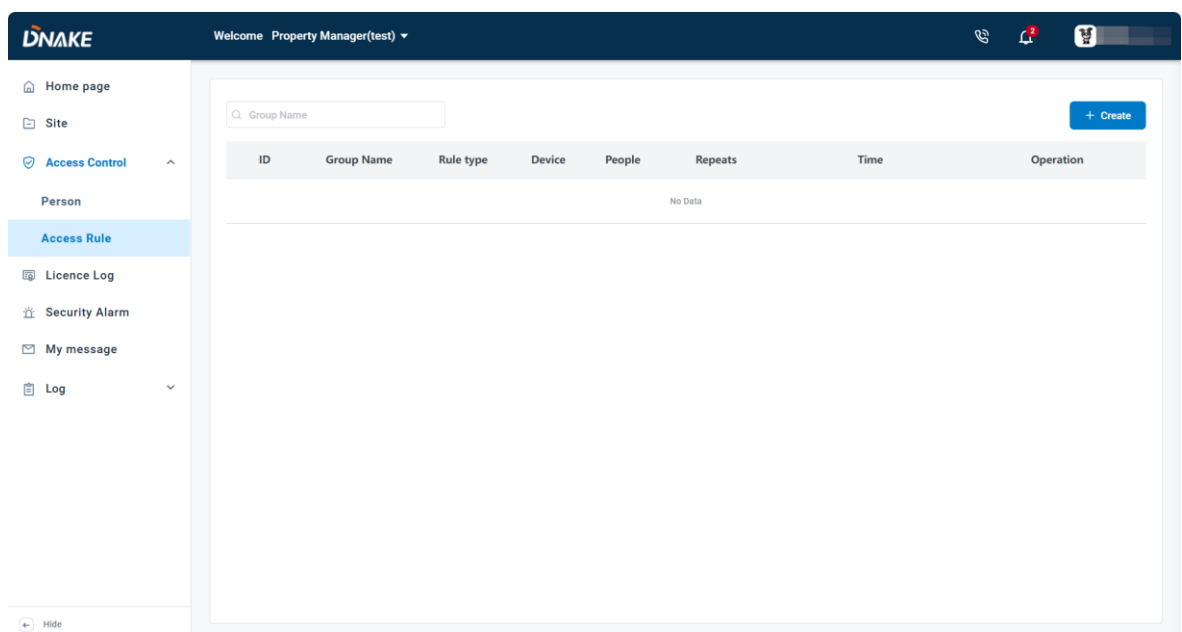 DNAKE
Welcome Property Manager(test)
2
Home page
Site
Access Control
Person
Access Rule
Licence Log
Security Alarm
My message
Log
Hide
Group Name
+ Create
ID Group Name Rule type Device People Repeats Time Operation
No Data